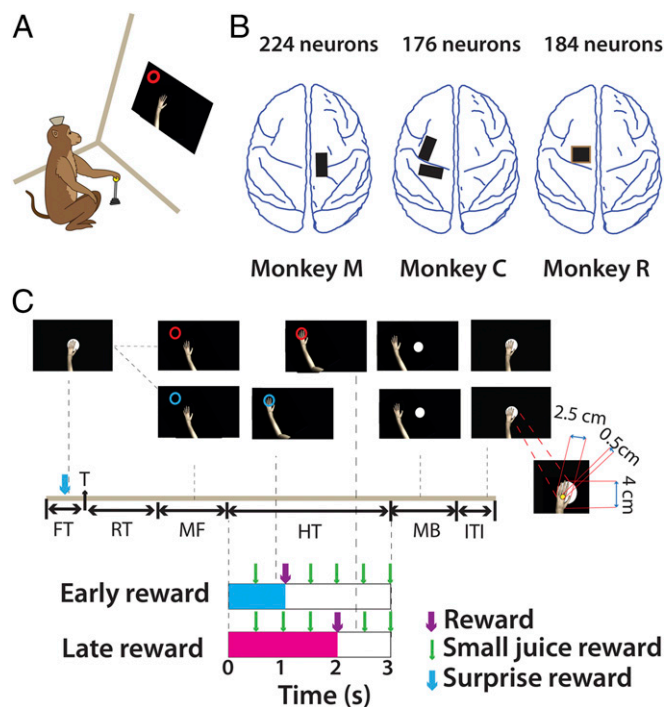 A
B
224 neurons 176 neurons 184 neurons
Monkey M Monkey C Monkey R
C
2.5 cm
0.5cm
4 cm
T
FT RT MF HT MB ITI
Early reward
Late reward
0 1 2 3
Time (s)
Reward
Small juice reward
Surprise reward